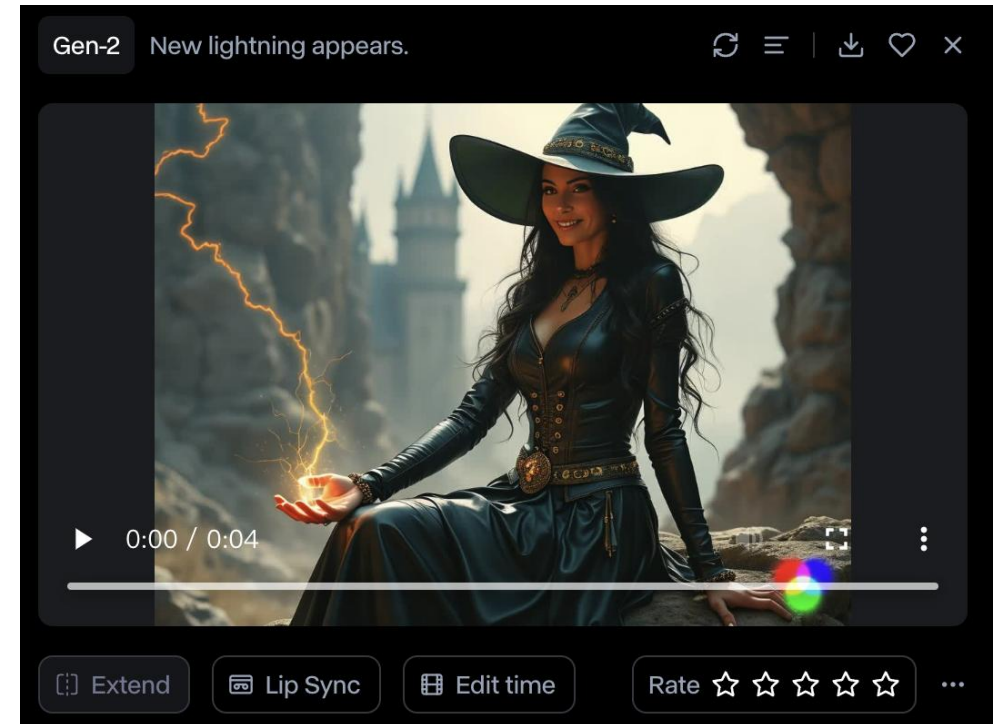 Gen-2 New lightning appears.
0:00 / 0:04
Extend Lip Sync Edit time Rate